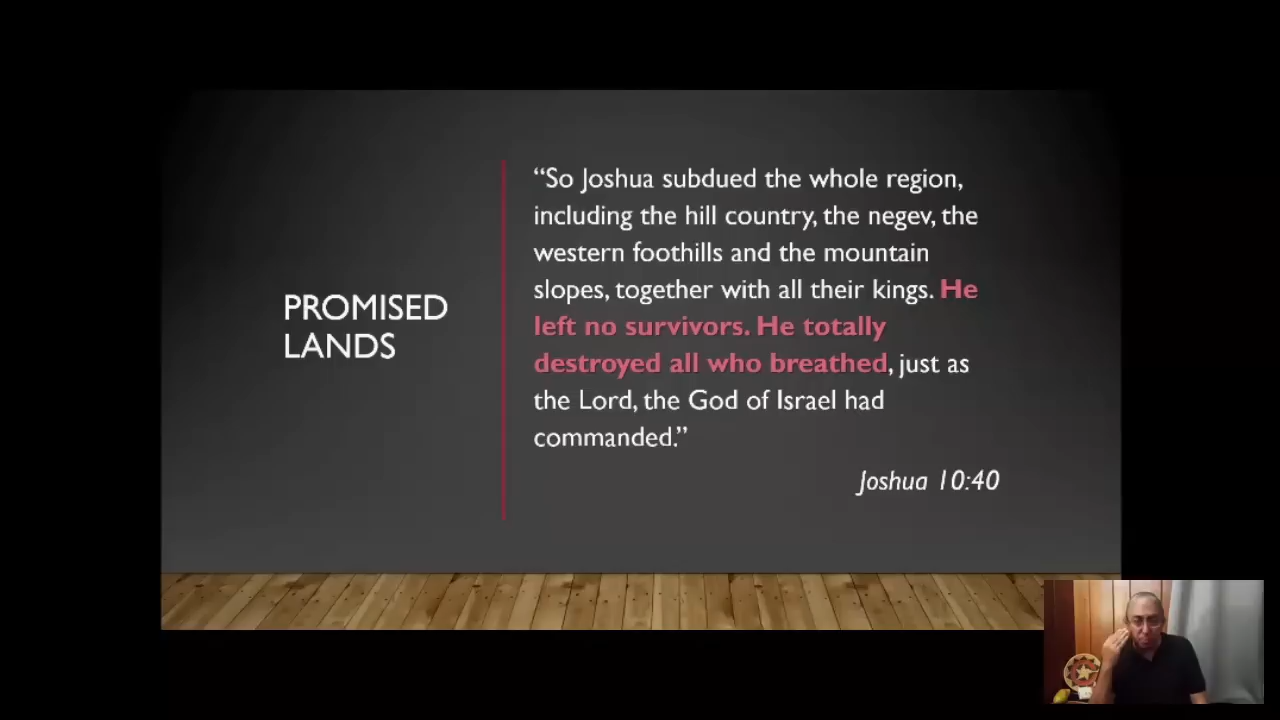 PROMISED
LANDS
“So Joshua subdued the whole region,
including the hill country, the negev, the
western foothills and the mountain
slopes, together with all their kings. He
left no survivors. He totally
destroyed all who breathed, just as
the Lord, the God of Israel had
commanded.”
Joshua 10:40